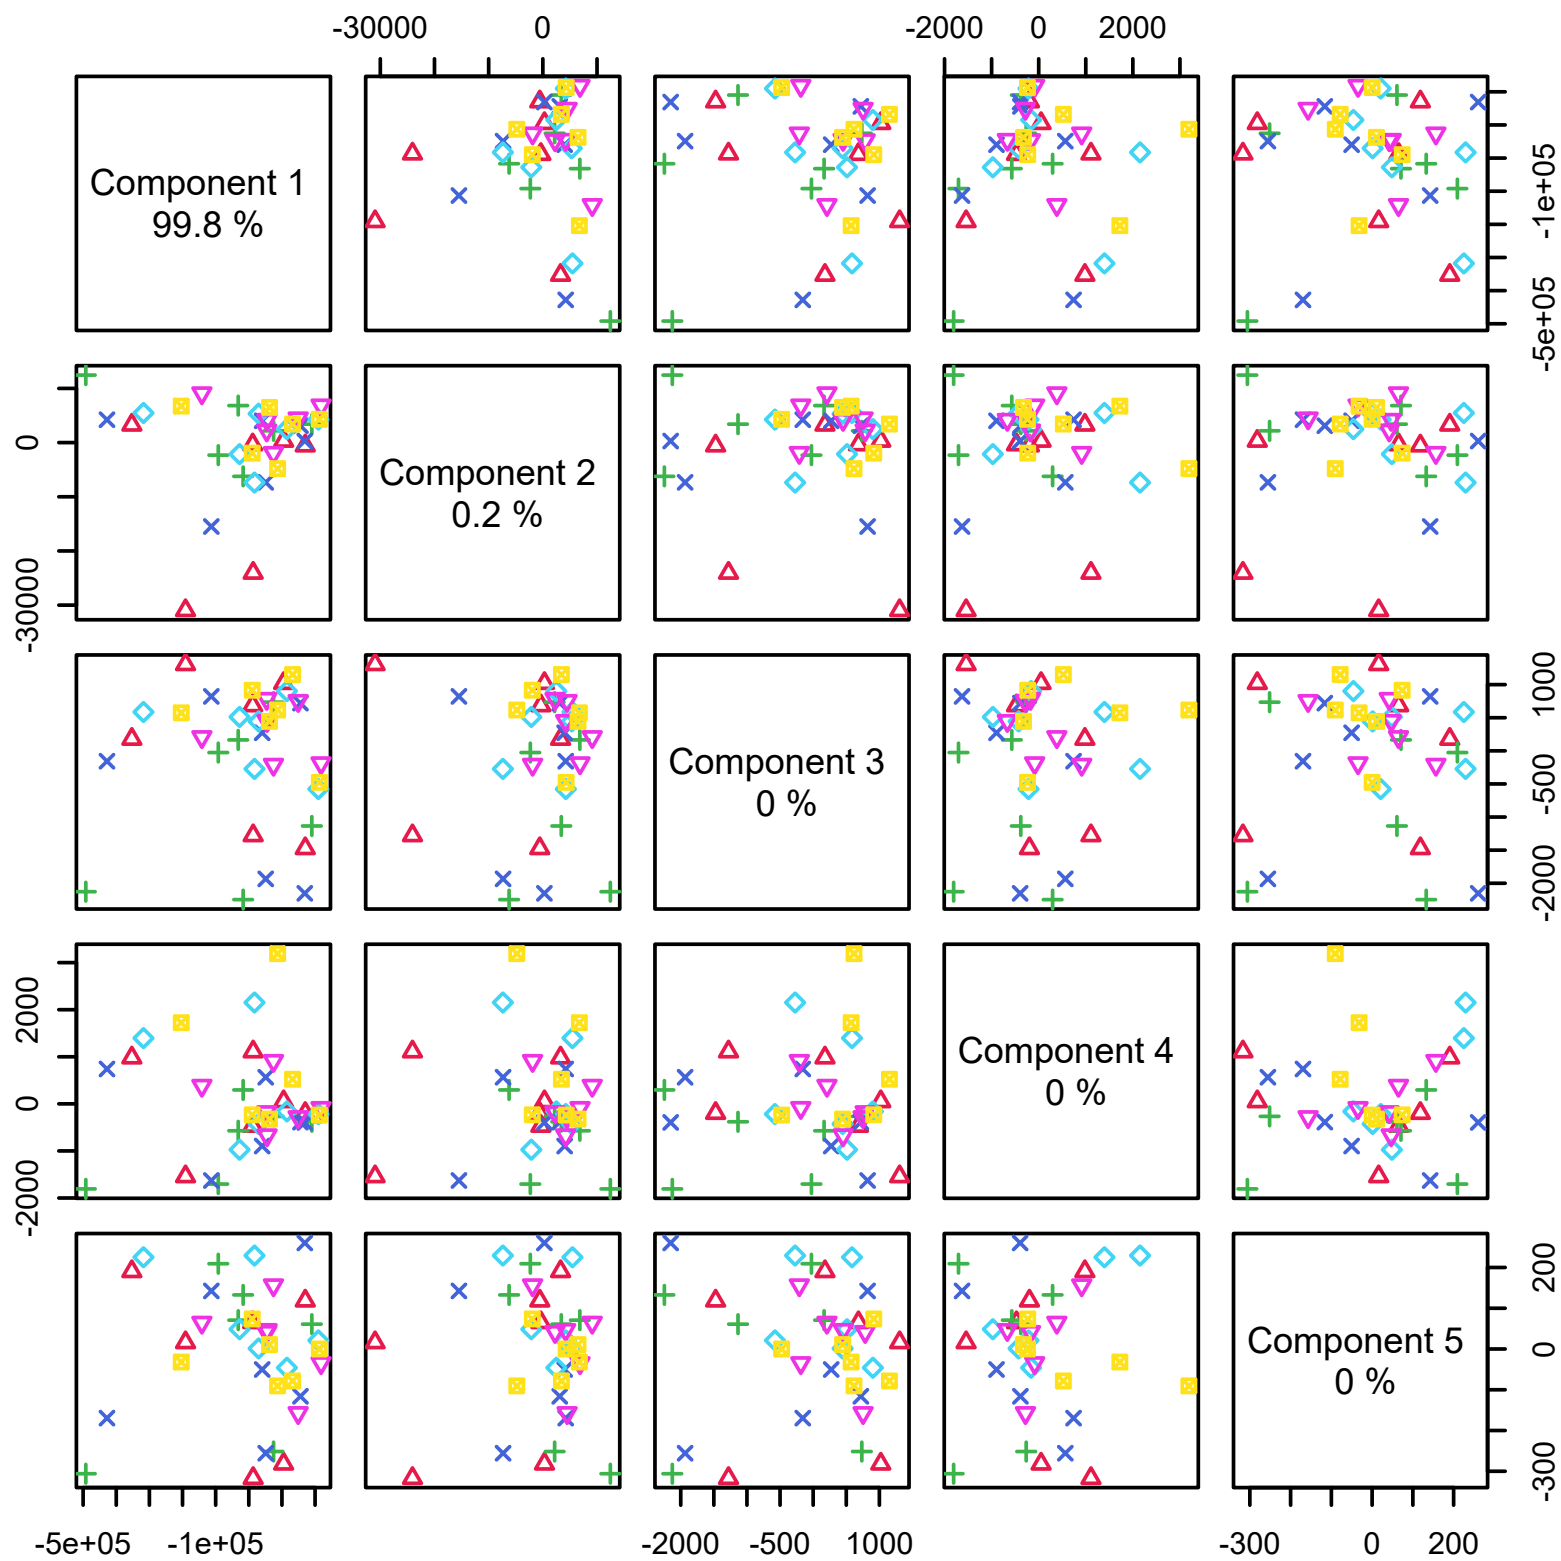 -30000 0 -2000 0 2000
Component 1
99.8 %
-1e+05
-5e+05
0
-30000
Component 2
0.2 %
Component 3
0 %
1000
-500
-2000
2000
0
-2000
Component 4
0 %
Component 5
0 %
200
0
-300
-5e+05 -1e+05 -2000 -500 1000 -300 0 200